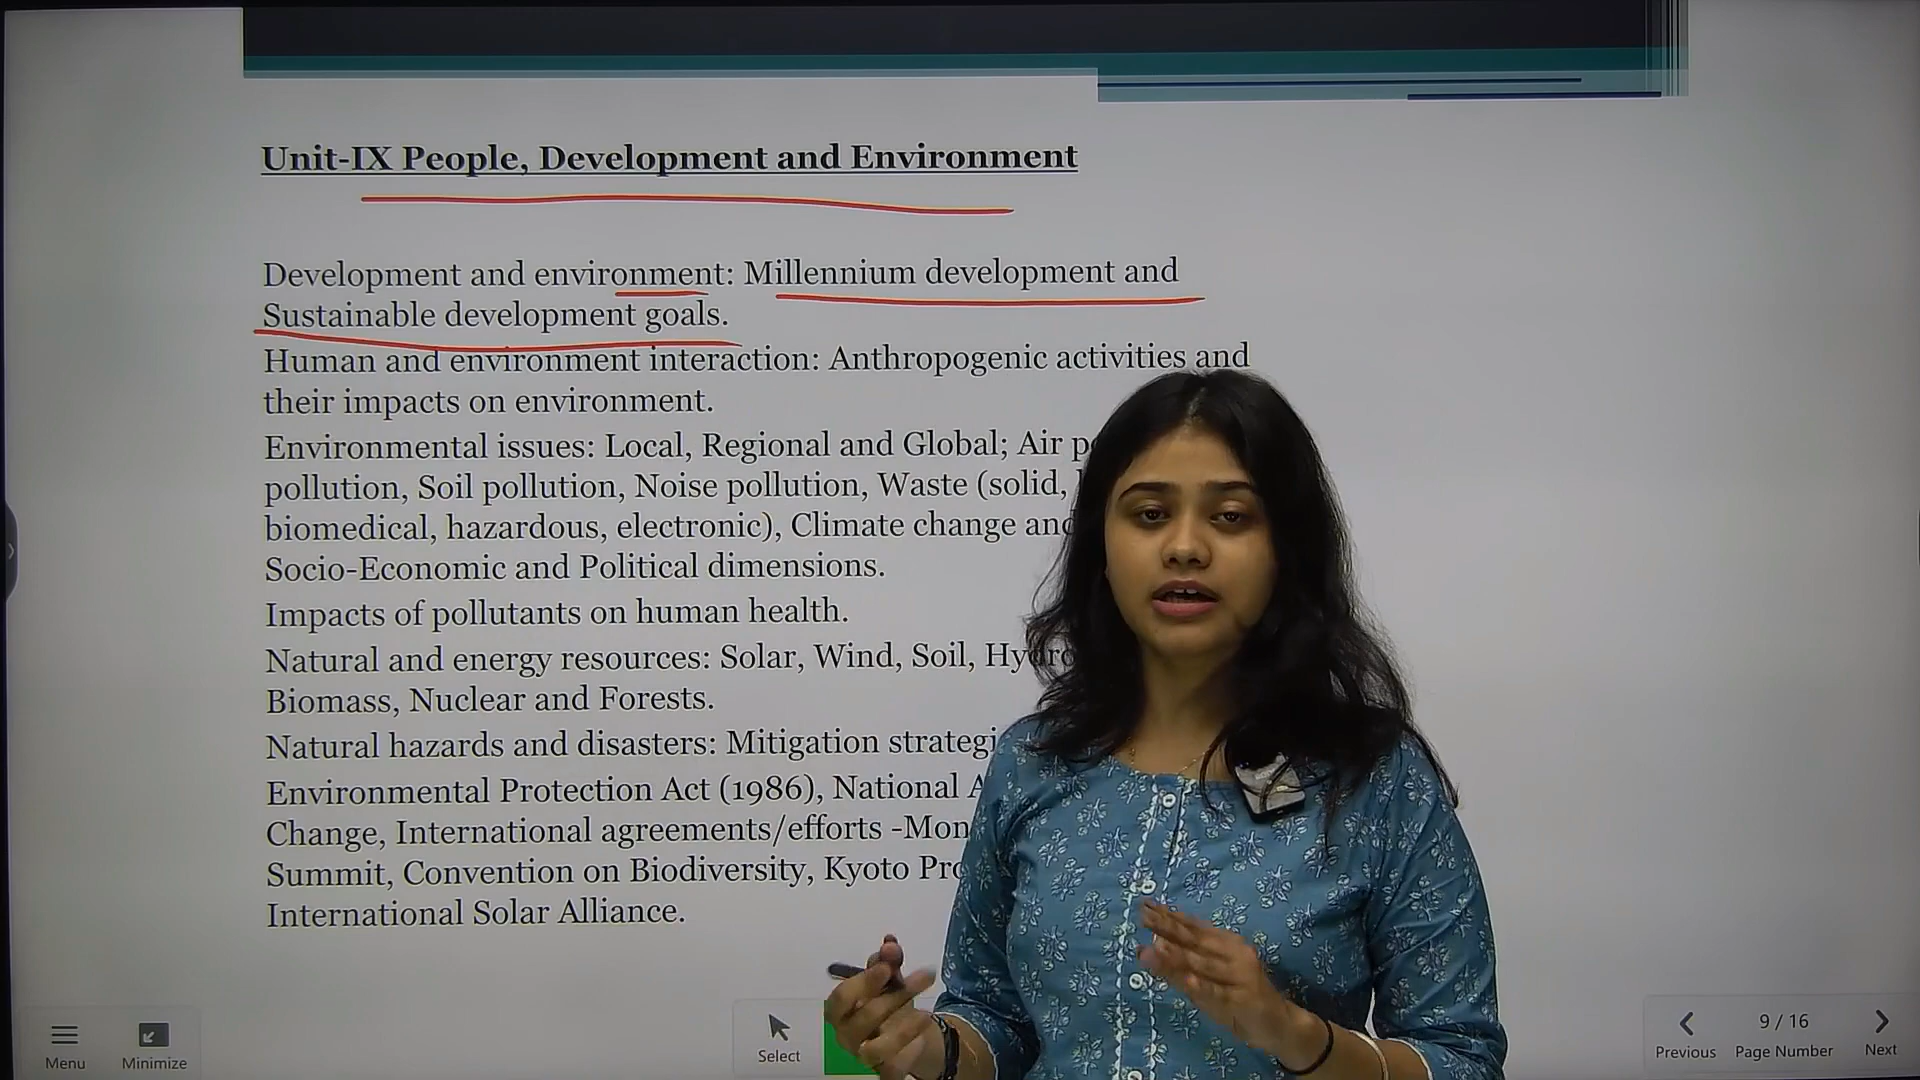 Unit-IX People, Development and Environment
Development and environment: Millennium development and
Sustainable development goals.
Human and environment interaction: Anthropogenic activities and
their impacts on environment.
Environmental issues: Local, Regional and Global; Air
pollution, Soil pollution, Noise pollution, Waste (solid,
biomedical, hazardous, electronic), Climate change
Socio-Economic and Political dimensions.
Impacts of pollutants on human health.
Natural and energy resources: Solar, Wind, Soil,
Biomass, Nuclear and Forests.
Natural hazards and disasters: Mitigation
Environmental Protection Act (1986), National
Change, International agreements/efforts
Summit, Convention on Biodiversity, Kyoto
International Solar Alliance.
Menu
Minimize
Select
9 / 16
Previous
Page Number
Next